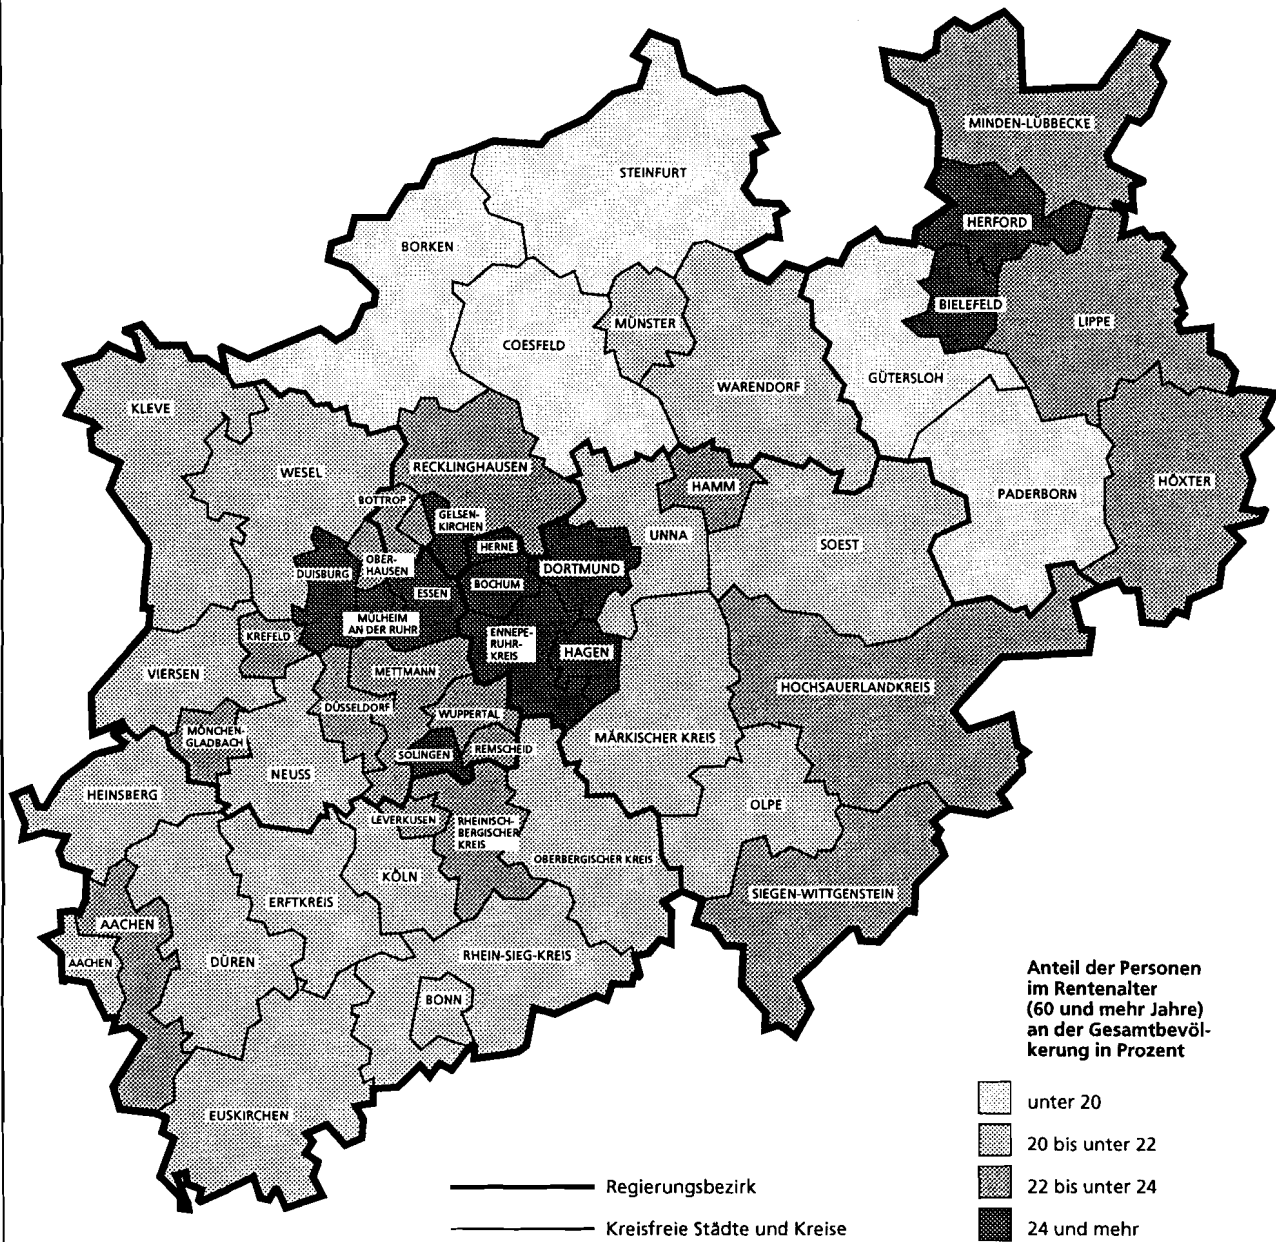 MINDEN-LÜBBECKE
STEINFURT
HERFORD
BORKEN
BIELEFELD
MÜNSTER
LIPPE
COESFELD
GÜTERSLOH
WARENDORF
KLEVE
RECKLINGHAUSEN
WESEL
HAMM
HÖXTER
PADERBORN
BOTTROP
GELSEN-
KIRCHEN
UNNA
SOEST
HERNE
OBER-
HAUSEN
DORTMUND
DUISBURG
BOCHUM
ESSEN
MÜLHEIM
AN DER RUHR
KREFELD
ENNEPE-
RUHR-
KREIS
HAGEN
VIERSEN
METTMANN
HOCHSAUERLANDKREIS
DÜSSELDORF
WUPPERTAL
MÖNCHEN-
GLADBACH
MÄRKISCHER KREIS
SOLINGEN
REMSCHEID
NEUSS
HEINSBERG
OLPE
LEVERKUSEN
RHEINISCH-
BERGISCHER
KREIS
OBERBERGISCHER KREIS
KÖLN
SIEGEN-WITTGENSTEIN
ERFTKREIS
AACHEN
RHEIN-SIEG-KREIS
AACHEN
DÜREN
BONN
EUSKIRCHEN
Anteil der Personen
im Rentenalter
(60 und mehr Jahre)
an der Gesamtbevöl-
kerung in Prozent
unter 20
20 bis unter 22
22 bis unter 24
24 und mehr
Regierungsbezirk
Kreisfreie Städte und Kreise